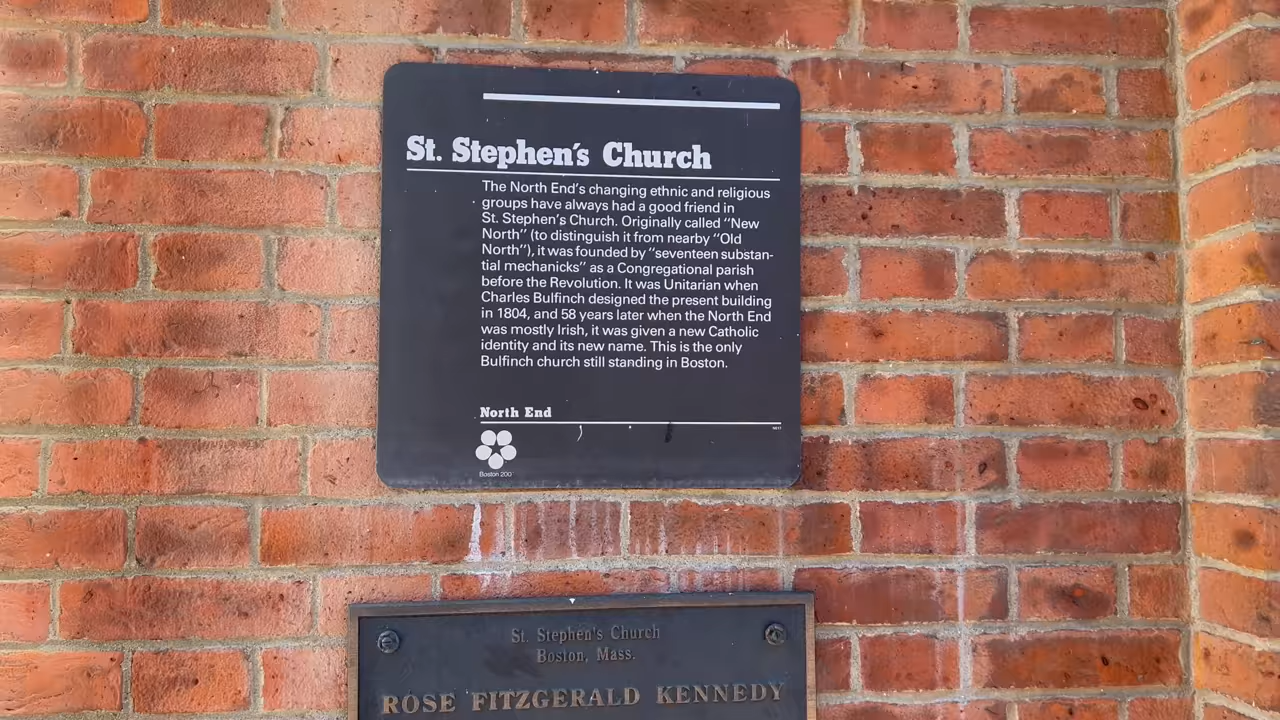 St. Stephen's Church
The North End's changing ethnic and religious
groups have always had a good friend in
St. Stephen's Church. Originally called "New
North" (to distinguish it from nearby "Old
North"), it was founded by "seventeen substan-
tial mechanicks" as a Congregational parish
before the Revolution. It was Unitarian when
Charles Bulfinch designed the present building
in 1804, and 58 years later when the North End
was mostly Irish, it was given a new Catholic
identity and its new name. This is the only
Bulfinch church still standing in Boston.
North End
Boston 200
St. Stephen's Church
Boston, Mass.
ROSE FITZGERALD KENNEDY